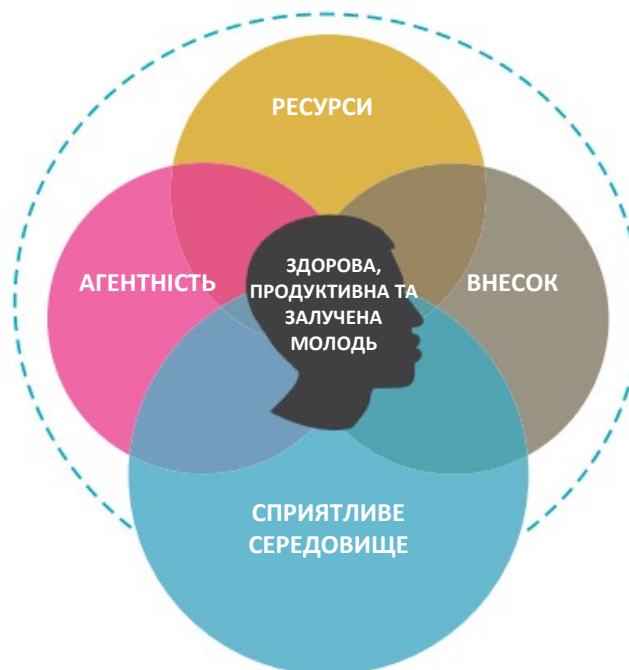 РЕСУРСИ
АГЕНТНІСТЬ
ЗДОРОВА,
ПРОДУКТИВНА ТА
ЗАЛУЧЕНА
МОЛОДЬ
ВНЕСОК
СПРИЯТЛИВЕ
СЕРЕДОВИЩЕ